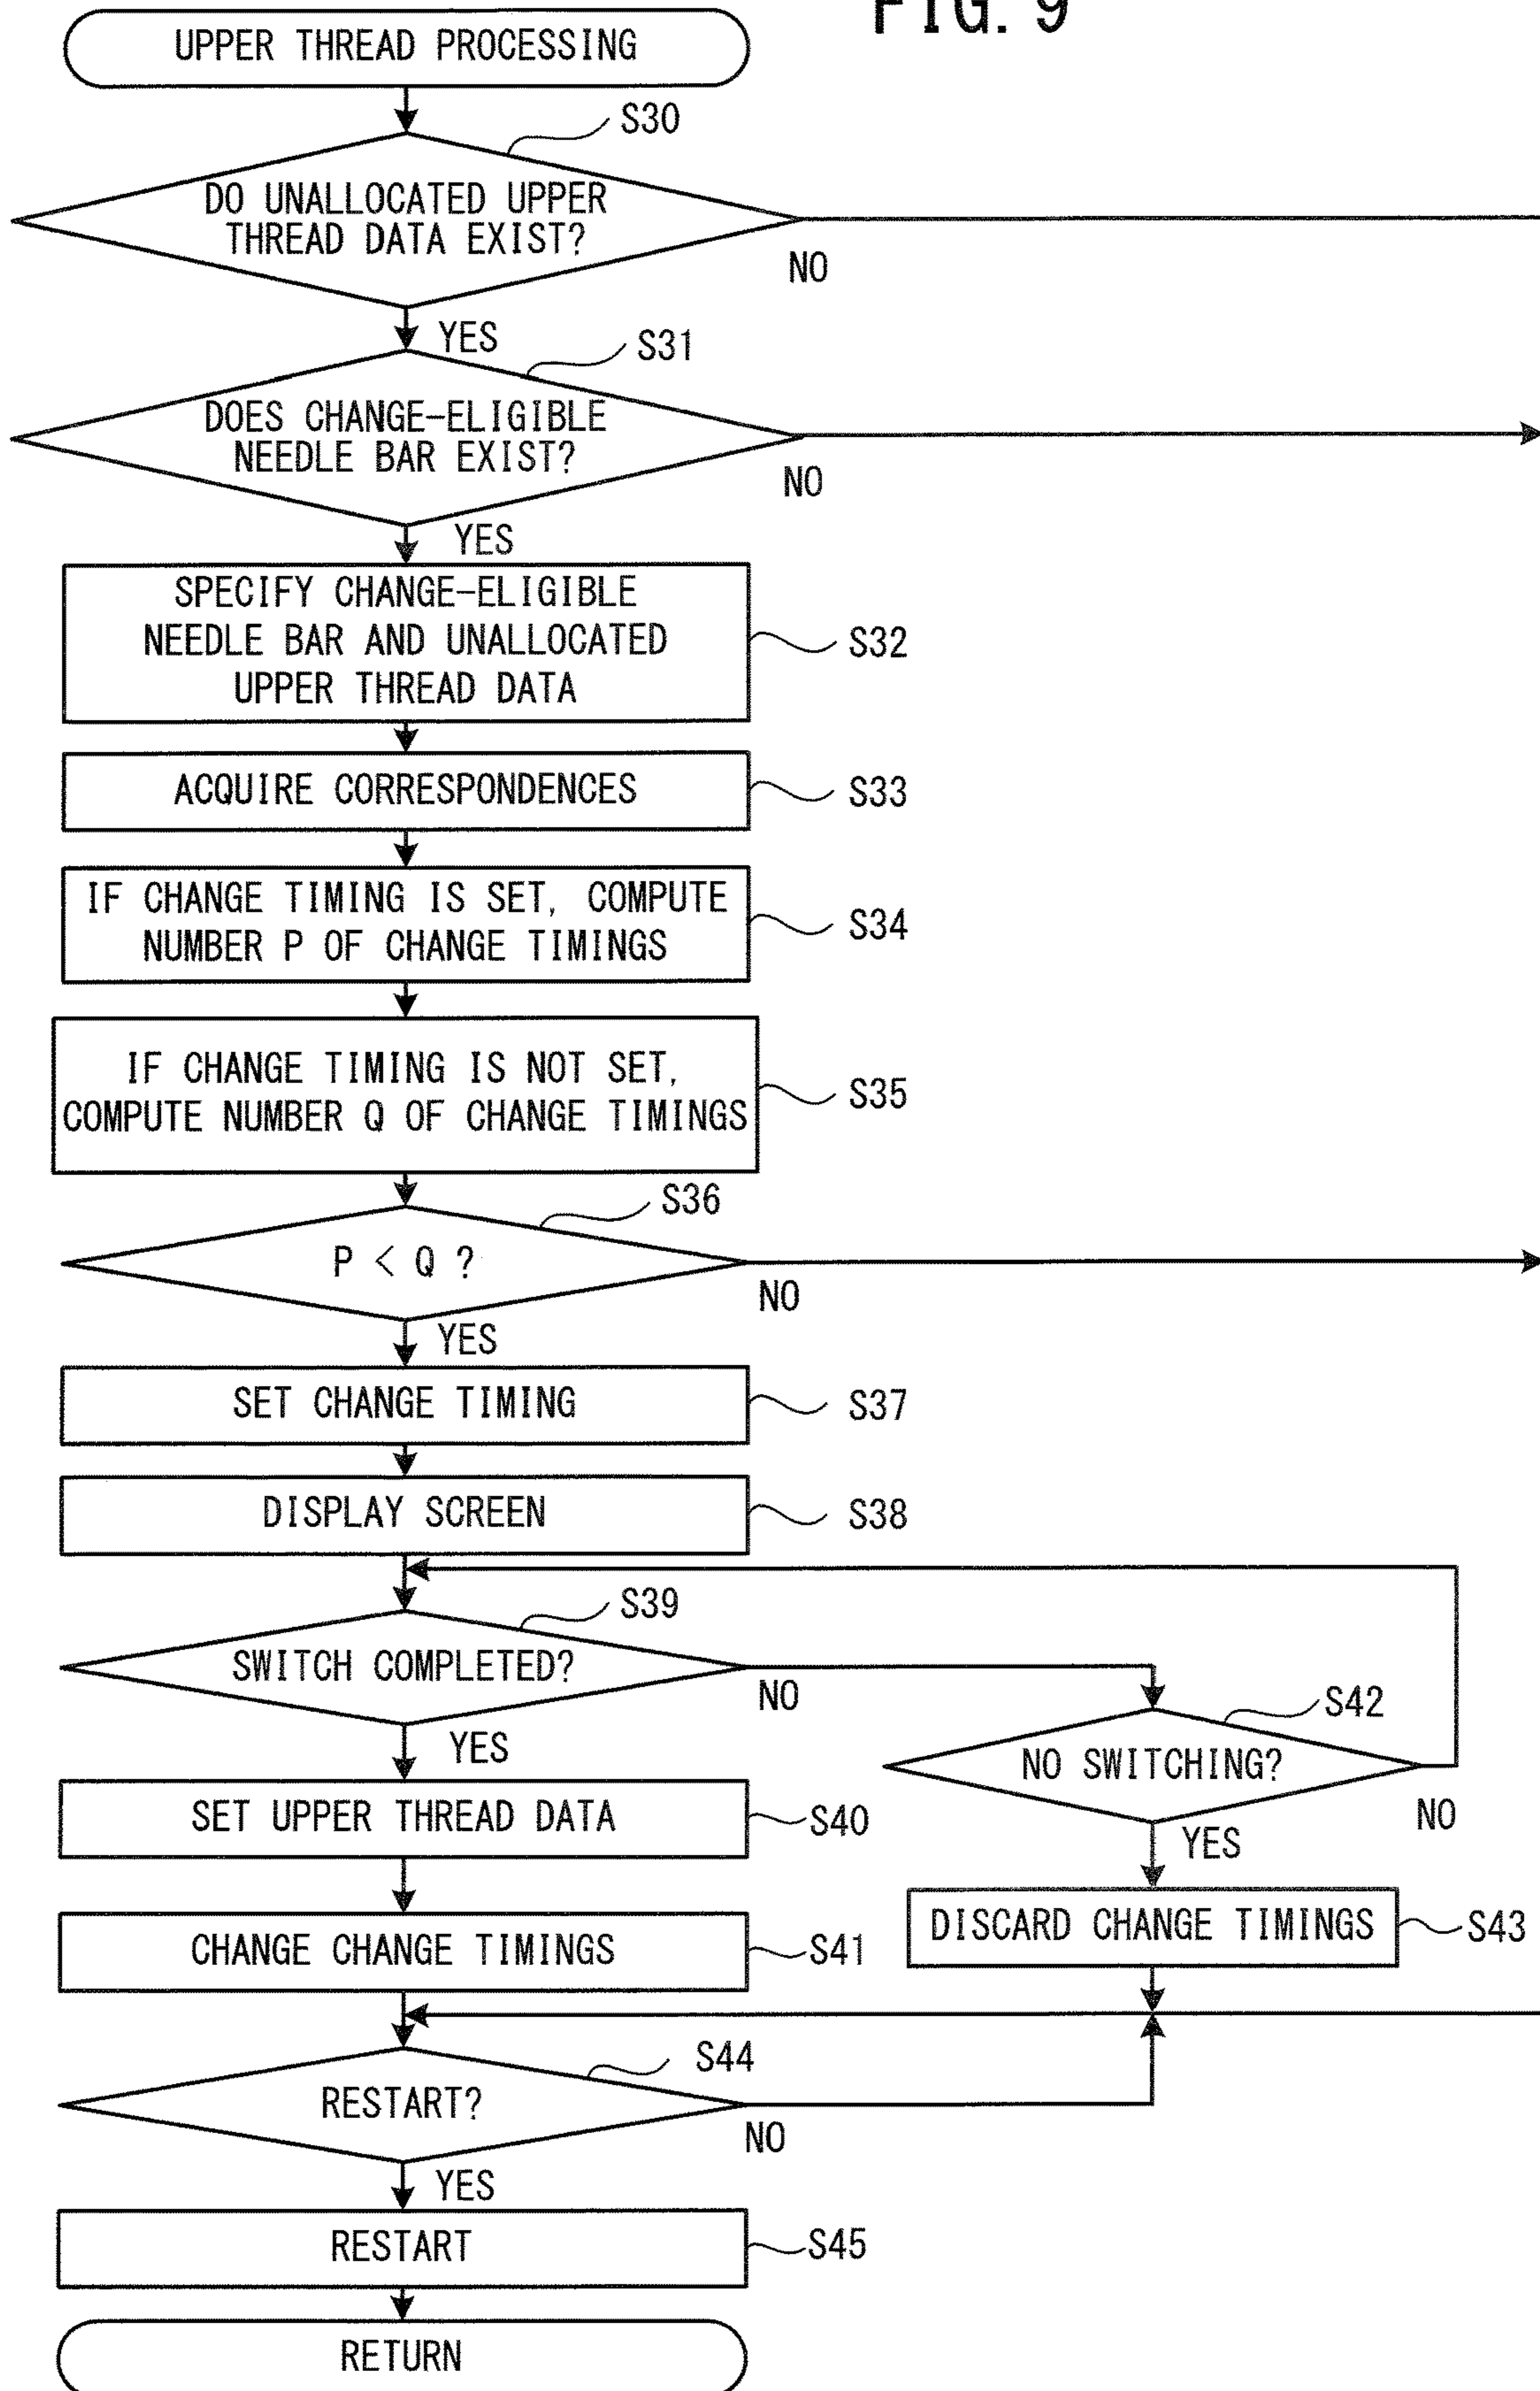 FIG. 9
UPPER THREAD PROCESSING
S30
DO UNALLOCATED UPPER
THREAD DATA EXIST?
NO
YES
S31
DOES CHANGE-ELIGIBLE
NEEDLE BAR EXIST?
NO
YES
SPECIFY CHANGE-ELIGIBLE
NEEDLE BAR AND UNALLOCATED
UPPER THREAD DATA
S32
ACQUIRE CORRESPONDENCES
S33
IF CHANGE TIMING IS SET, COMPUTE
NUMBER P OF CHANGE TIMINGS
S34
IF CHANGE TIMING IS NOT SET,
COMPUTE NUMBER Q OF CHANGE TIMINGS
S35
S36
P < Q ?
NO
YES
SET CHANGE TIMING
S37
DISPLAY SCREEN
S38
S39
SWITCH COMPLETED?
NO
YES
S42
NO SWITCHING?
NO
YES
SET UPPER THREAD DATA
S40
DISCARD CHANGE TIMINGS
S43
CHANGE CHANGE TIMINGS
S41
S44
RESTART?
NO
YES
RESTART
S45
RETURN